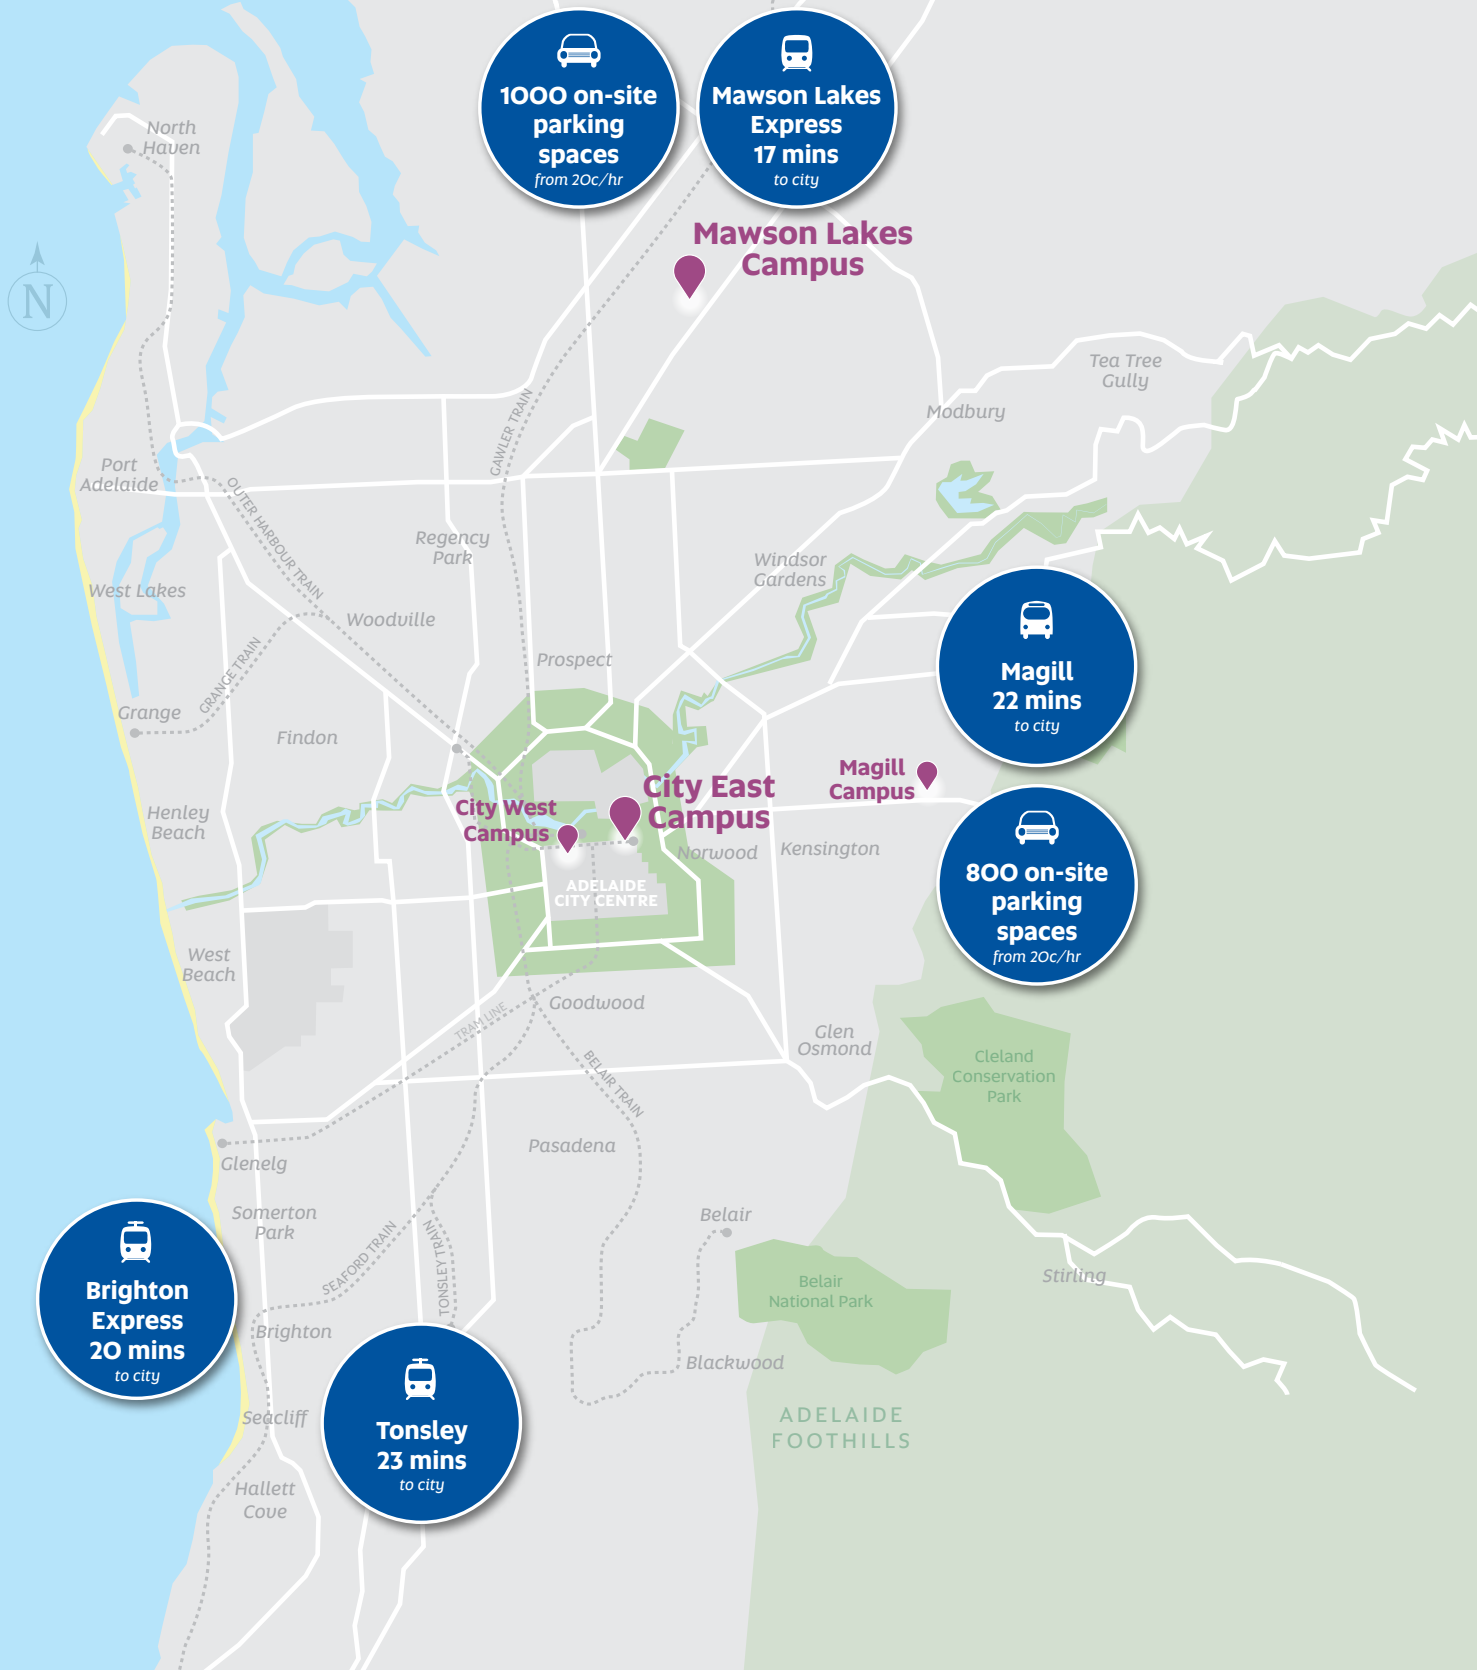 1000 on-site
parking
spaces
from 20c/hr
Mawson Lakes
Express
17 mins
to city
North
Haven
Mawson Lakes
Campus
N
Tea Tree
Gully
Modbury
GAWLER TRAIN
Port
Adelaide
OUTER HARBOUR TRAIN
Regency
Park
Windsor
Gardens
West Lakes
Woodville
GRANGE TRAIN
Prospect
Magill
22 mins
to city
Grange
Findon
Magill
Campus
City East
Campus
City West
Campus
Henley
Beach
Norwood
Kensington
ADELAIDE
CITY CENTRE
800 on-site
parking
spaces
from 20c/hr
West
Beach
Goodwood
TRAM LINE
Glen
Osmond
BELAIR TRAIN
Cleland
Conservation
Park
Pasadena
Glenelg
Somerton
Park
Belair
SEAFORD TRAIN
TONSLEY TRAIN
Stirling
Belair
National Park
Brighton
Express
20 mins
to city
Brighton
Blackwood
Tonsley
23 mins
to city
Seacliff
ADELAIDE
FOOTHILLS
Hallett
Cove